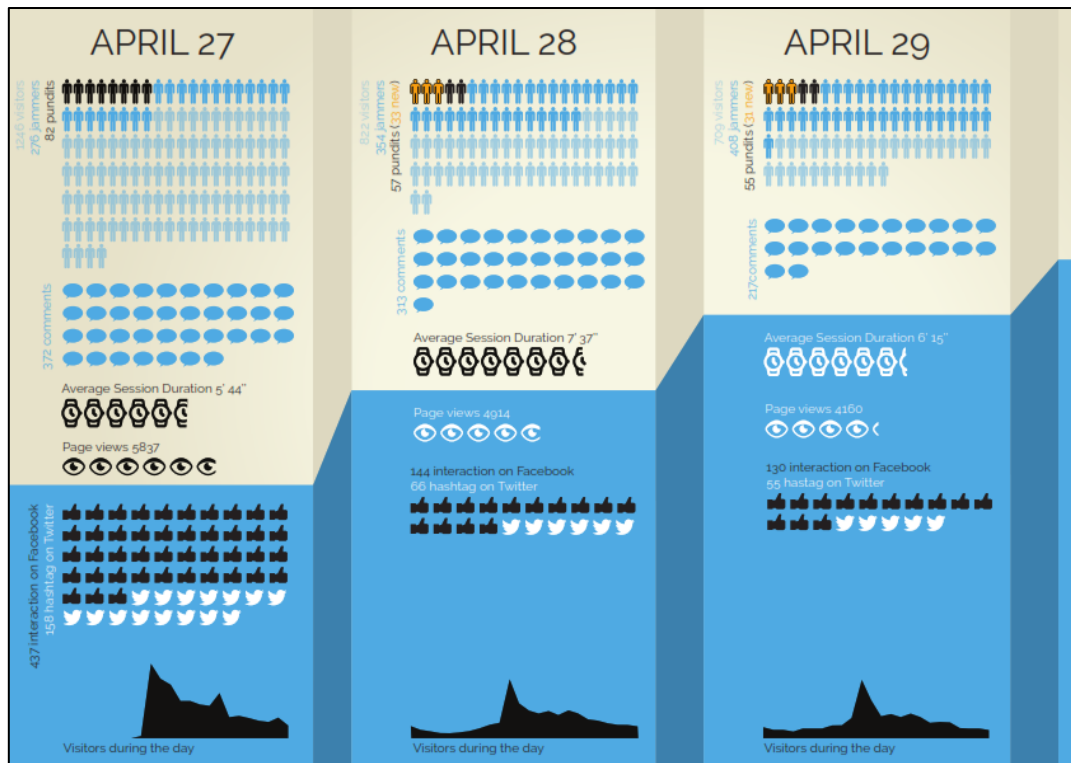 APRIL 27
1246 visitors
276 jammers
82 pundits
372 comments
Average Session Duration 5' 44''
Page views 5837
437 interaction on Facebook
158 hashtag on Twitter
Visitors during the day
APRIL 28
822 visitors
354 jammers
57 pundits (33 new)
313 comments
Average Session Duration 7' 37''
Page views 4914
144 interaction on Facebook
66 hashtag on Twitter
Visitors during the day
APRIL 29
709 visitors
408 jammers
55 pundits (31 new)
217comments
Average Session Duration 6' 15''
Page views 4160
130 interaction on Facebook
55 hastag on Twitter
Visitors during the day